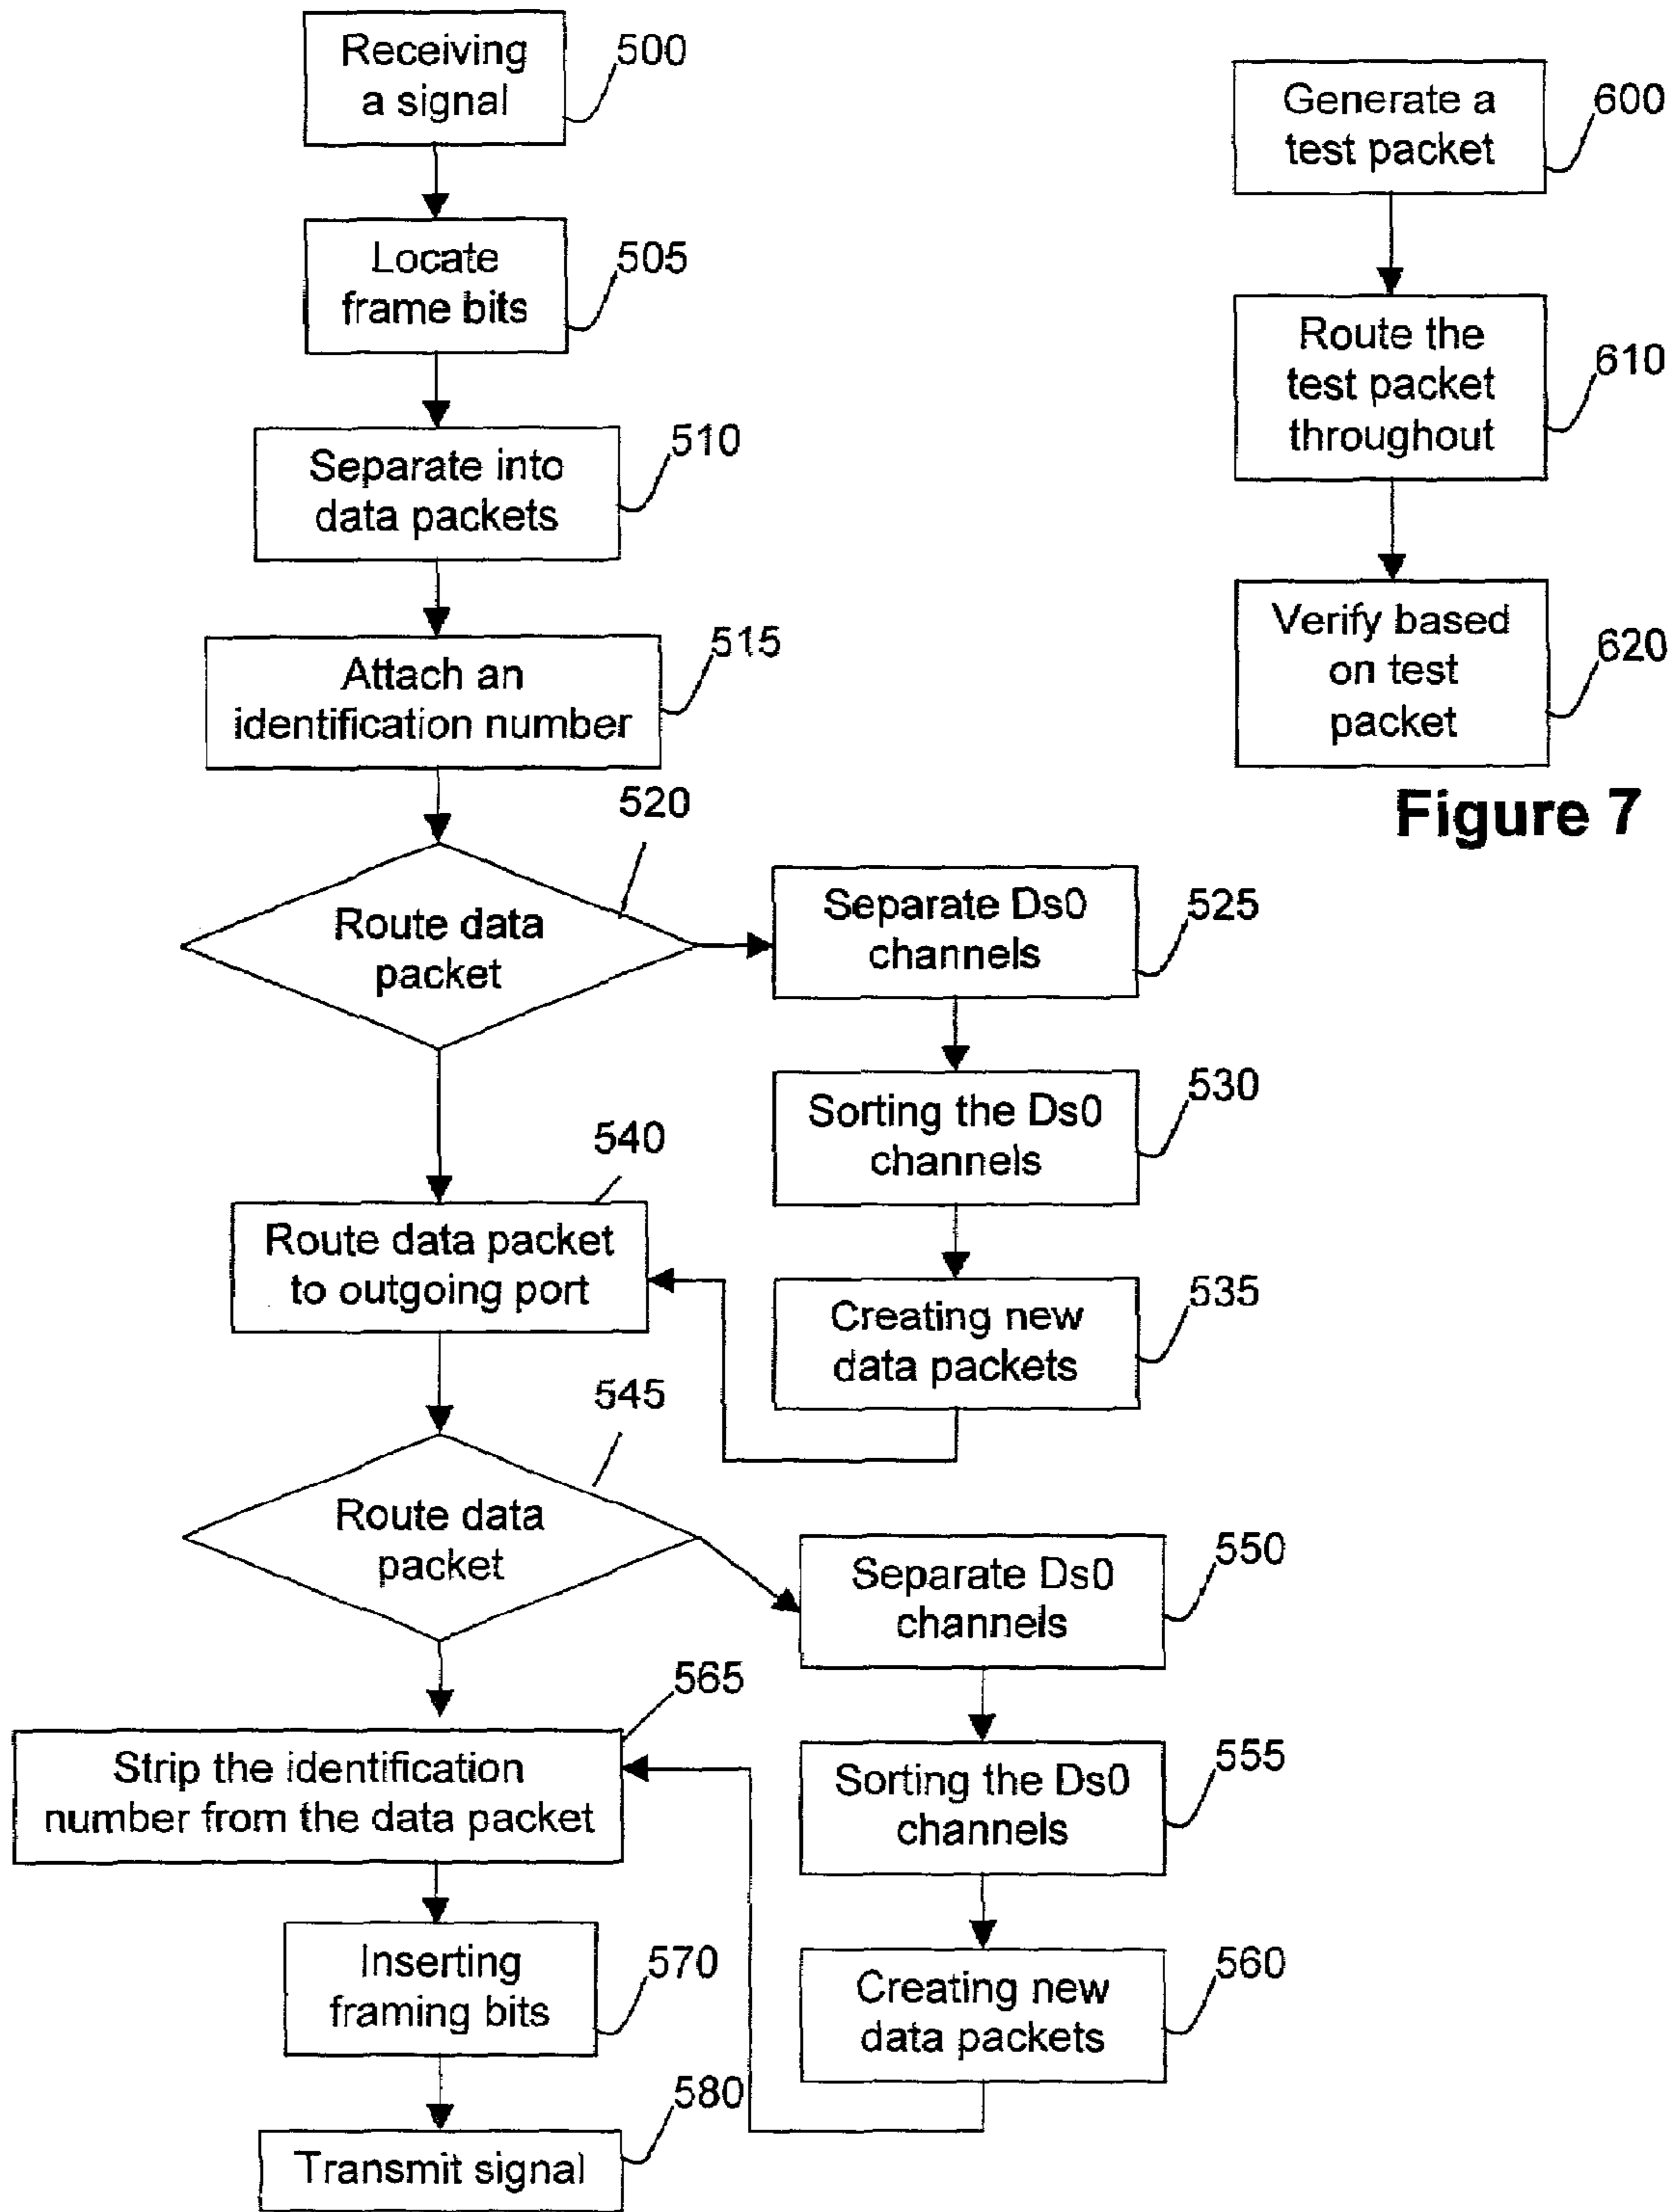 Receiving
a signal
500
Locate
frame bits
505
Separate into
data packets
510
Attach an
identification number
515
Route data
packet
520
Separate Ds0
channels
525
Sorting the Ds0
channels
530
Creating new
data packets
535
Route data packet
to outgoing port
540
Route data
packet
545
Separate Ds0
channels
550
Sorting the Ds0
channels
555
Creating new
data packets
560
Strip the identification
number from the data packet
565
Inserting
framing bits
570
Transmit signal
580
Generate a
test packet
600
Route the
test packet
throughout
610
Verify based
on test
packet
620
Figure 7